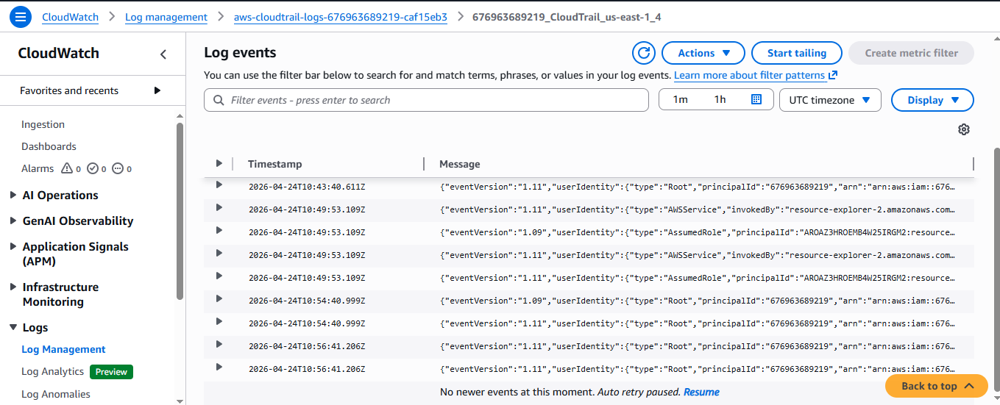 CloudWatch > Log management > aws-cloudtrail-logs-676963689219-caf15eb3 > 676963689219_CloudTrail_us-east-1_4
CloudWatch
Favorites and recents
Ingestion
Dashboards
Alarms 0 0 0
AI Operations
GenAI Observability
Application Signals
(APM)
Infrastructure
Monitoring
Logs
Log Management
Log Analytics Preview
Log Anomalies
Log events
Actions
Start tailing
Create metric filter
You can use the filter bar below to search for and match terms, phrases, or values in your log events. Learn more about filter patterns
Filter events - press enter to search
1m 1h
UTC timezone
Display
Timestamp Message
2026-04-24T10:43:40.611Z {"eventVersion":"1.11","userIdentity":{"type":"Root","principalId":"676963689219","arn":"arn:aws:iam::676…
2026-04-24T10:49:53.109Z {"eventVersion":"1.11","userIdentity":{"type":"AWSService","invokedBy":"resource-explorer-2.amazonaws.com…
2026-04-24T10:49:53.109Z {"eventVersion":"1.09","userIdentity":{"type":"AssumedRole","principalId":"AROAZ3HROEMB4W25IRGM2:resource…
2026-04-24T10:49:53.109Z {"eventVersion":"1.11","userIdentity":{"type":"AWSService","invokedBy":"resource-explorer-2.amazonaws.com…
2026-04-24T10:49:53.109Z {"eventVersion":"1.11","userIdentity":{"type":"AssumedRole","principalId":"AROAZ3HROEMB4W25IRGM2:resource…
2026-04-24T10:54:40.999Z {"eventVersion":"1.09","userIdentity":{"type":"Root","principalId":"676963689219","arn":"arn:aws:iam::676…
2026-04-24T10:54:40.999Z {"eventVersion":"1.11","userIdentity":{"type":"Root","principalId":"676963689219","arn":"arn:aws:iam::676…
2026-04-24T10:56:41.206Z {"eventVersion":"1.11","userIdentity":{"type":"Root","principalId":"676963689219","arn":"arn:aws:iam::676…
2026-04-24T10:56:41.206Z {"eventVersion":"1.11","userIdentity":{"type":"Root","principalId":"676963689219","arn":"arn:aws:iam::676…
No newer events at this moment. Auto retry paused. Resume
Back to top